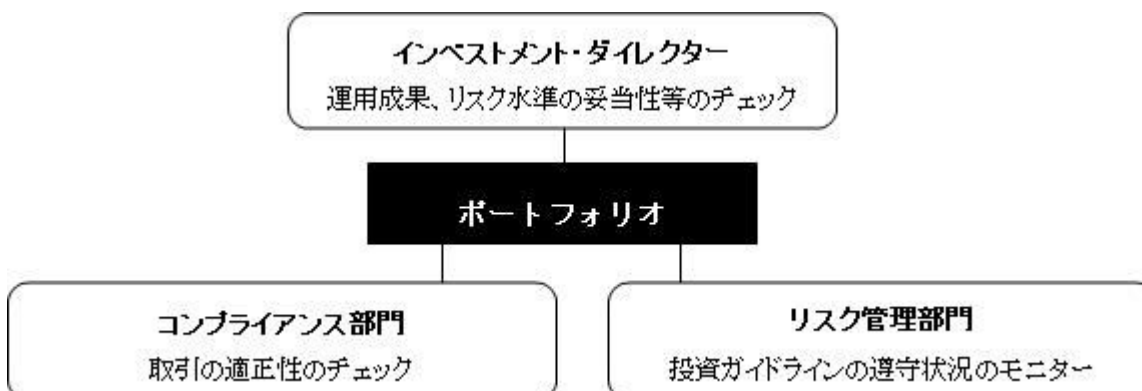 インベストメント・ダイレクター
運用成果、リスク水準の妥当性等のチェック
ポートフォリオ
コンプライアンス部門
取引の適正性のチェック
リスク管理部門
投資ガイドラインの遵守状況のモニター